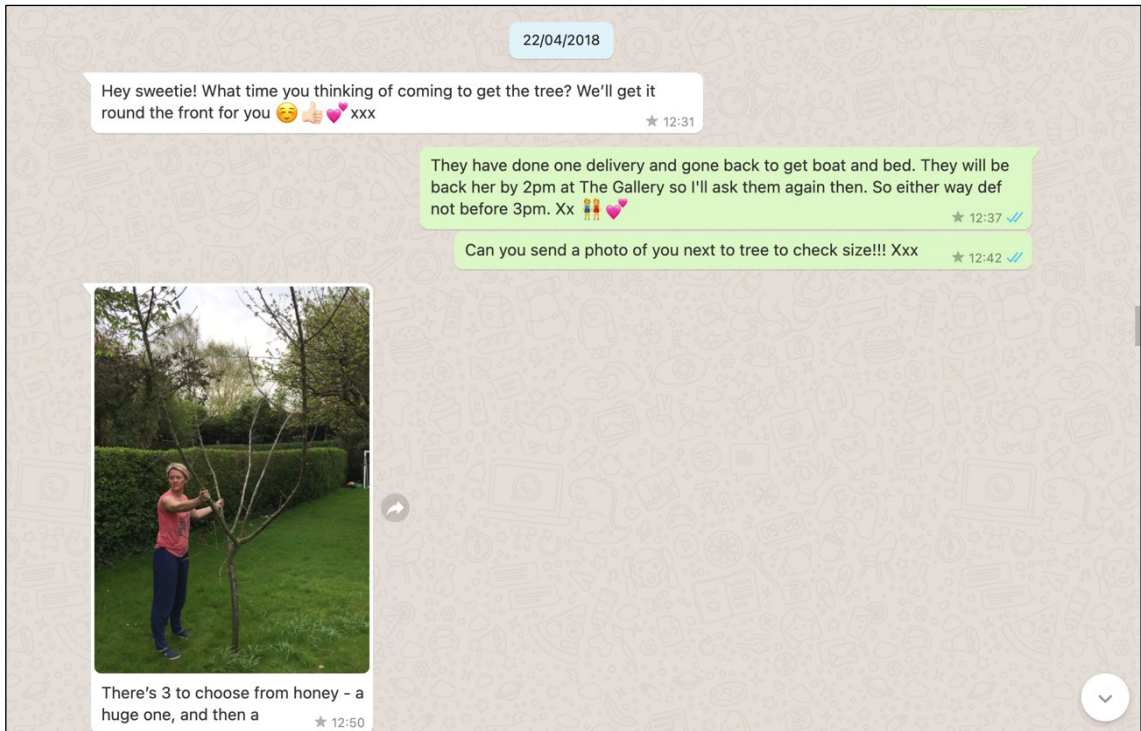 22/04/2018
Hey sweetie! What time you thinking of coming to get the tree? We'll get it
round the front for you ☺️👍🏻💕 xxx
12:31
They have done one delivery and gone back to get boat and bed. They will be
back her by 2pm at The Gallery so I'll ask them again then. So either way def
not before 3pm. Xx 👭💕
12:37
Can you send a photo of you next to tree to check size!!! Xxx
12:42
There's 3 to choose from honey - a
huge one, and then a
12:50